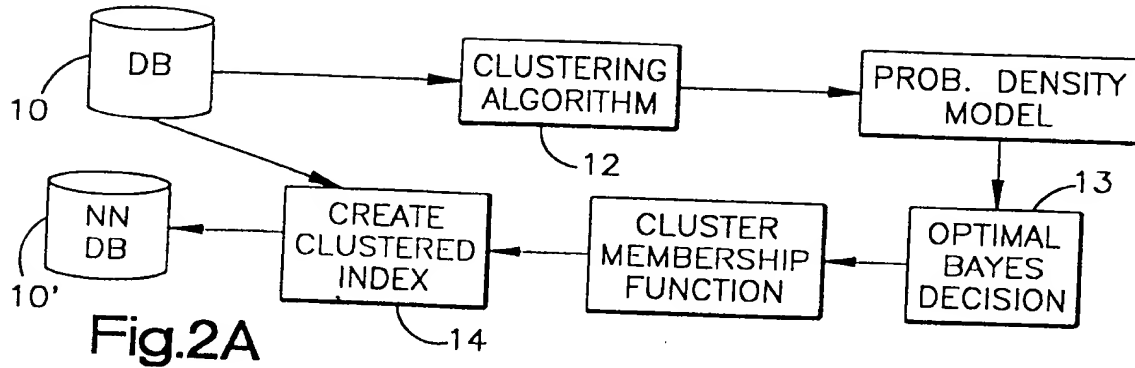 DB
10
CLUSTERING
ALGORITHM
12
PROB. DENSITY
MODEL
13
OPTIMAL
BAYES
DECISION
CLUSTER
MEMBERSHIP
FUNCTION
CREATE
CLUSTERED
INDEX
14
NN
DB
10'
Fig.2A